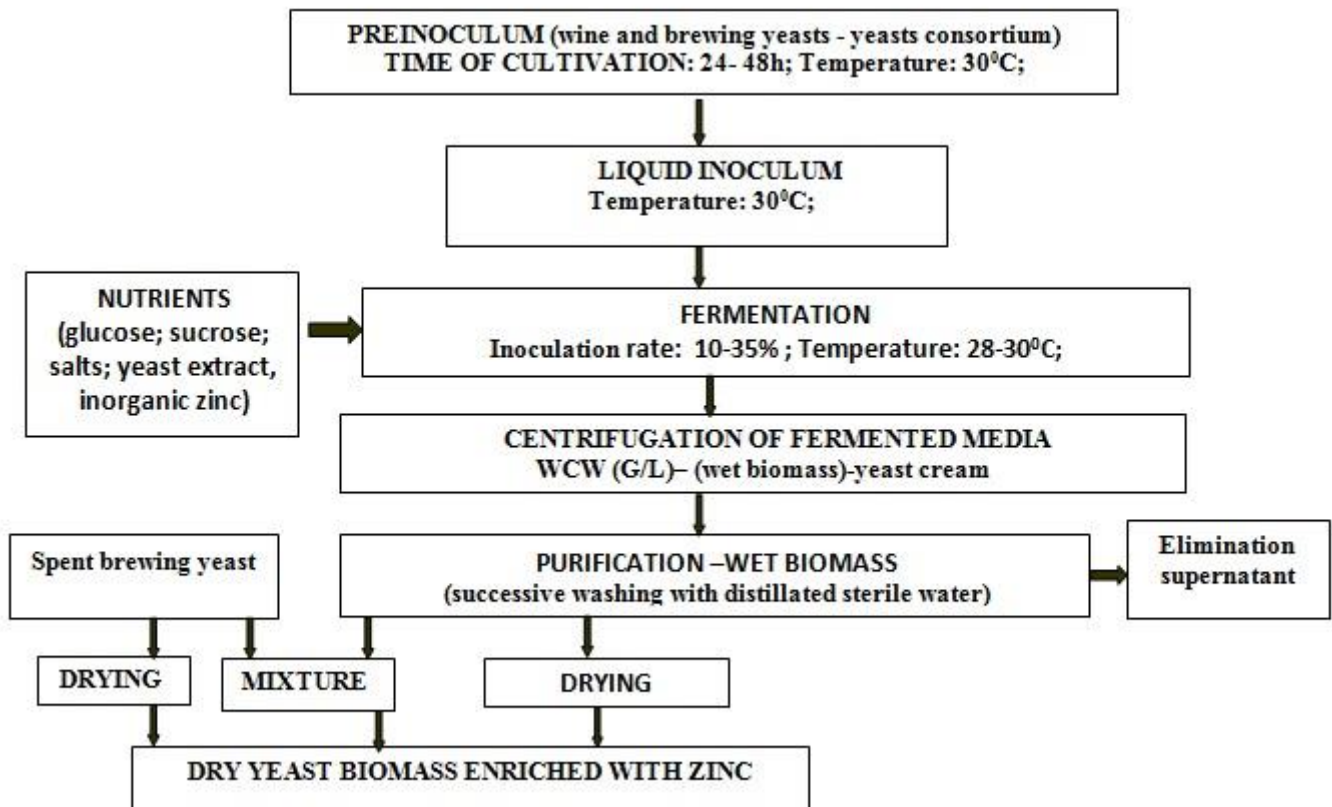 PREINOCULUM (wine and brewing yeasts - yeasts consortium)
TIME OF CULTIVATION: 24- 48h; Temperature: 30⁰C;
LIQUID INOCULUM
Temperature: 30⁰C;
NUTRIENTS
(glucose; sucrose;
salts; yeast extract,
inorganic zinc)
FERMENTATION
Inoculation rate: 10-35% ; Temperature: 28-30⁰C;
CENTRIFUGATION OF FERMENTED MEDIA
WCW (G/L)– (wet biomass)-yeast cream
Spent brewing yeast
PURIFICATION –WET BIOMASS
(successive washing with distillated sterile water)
Elimination
supernatant
DRYING
MIXTURE
DRYING
DRY YEAST BIOMASS ENRICHED WITH ZINC